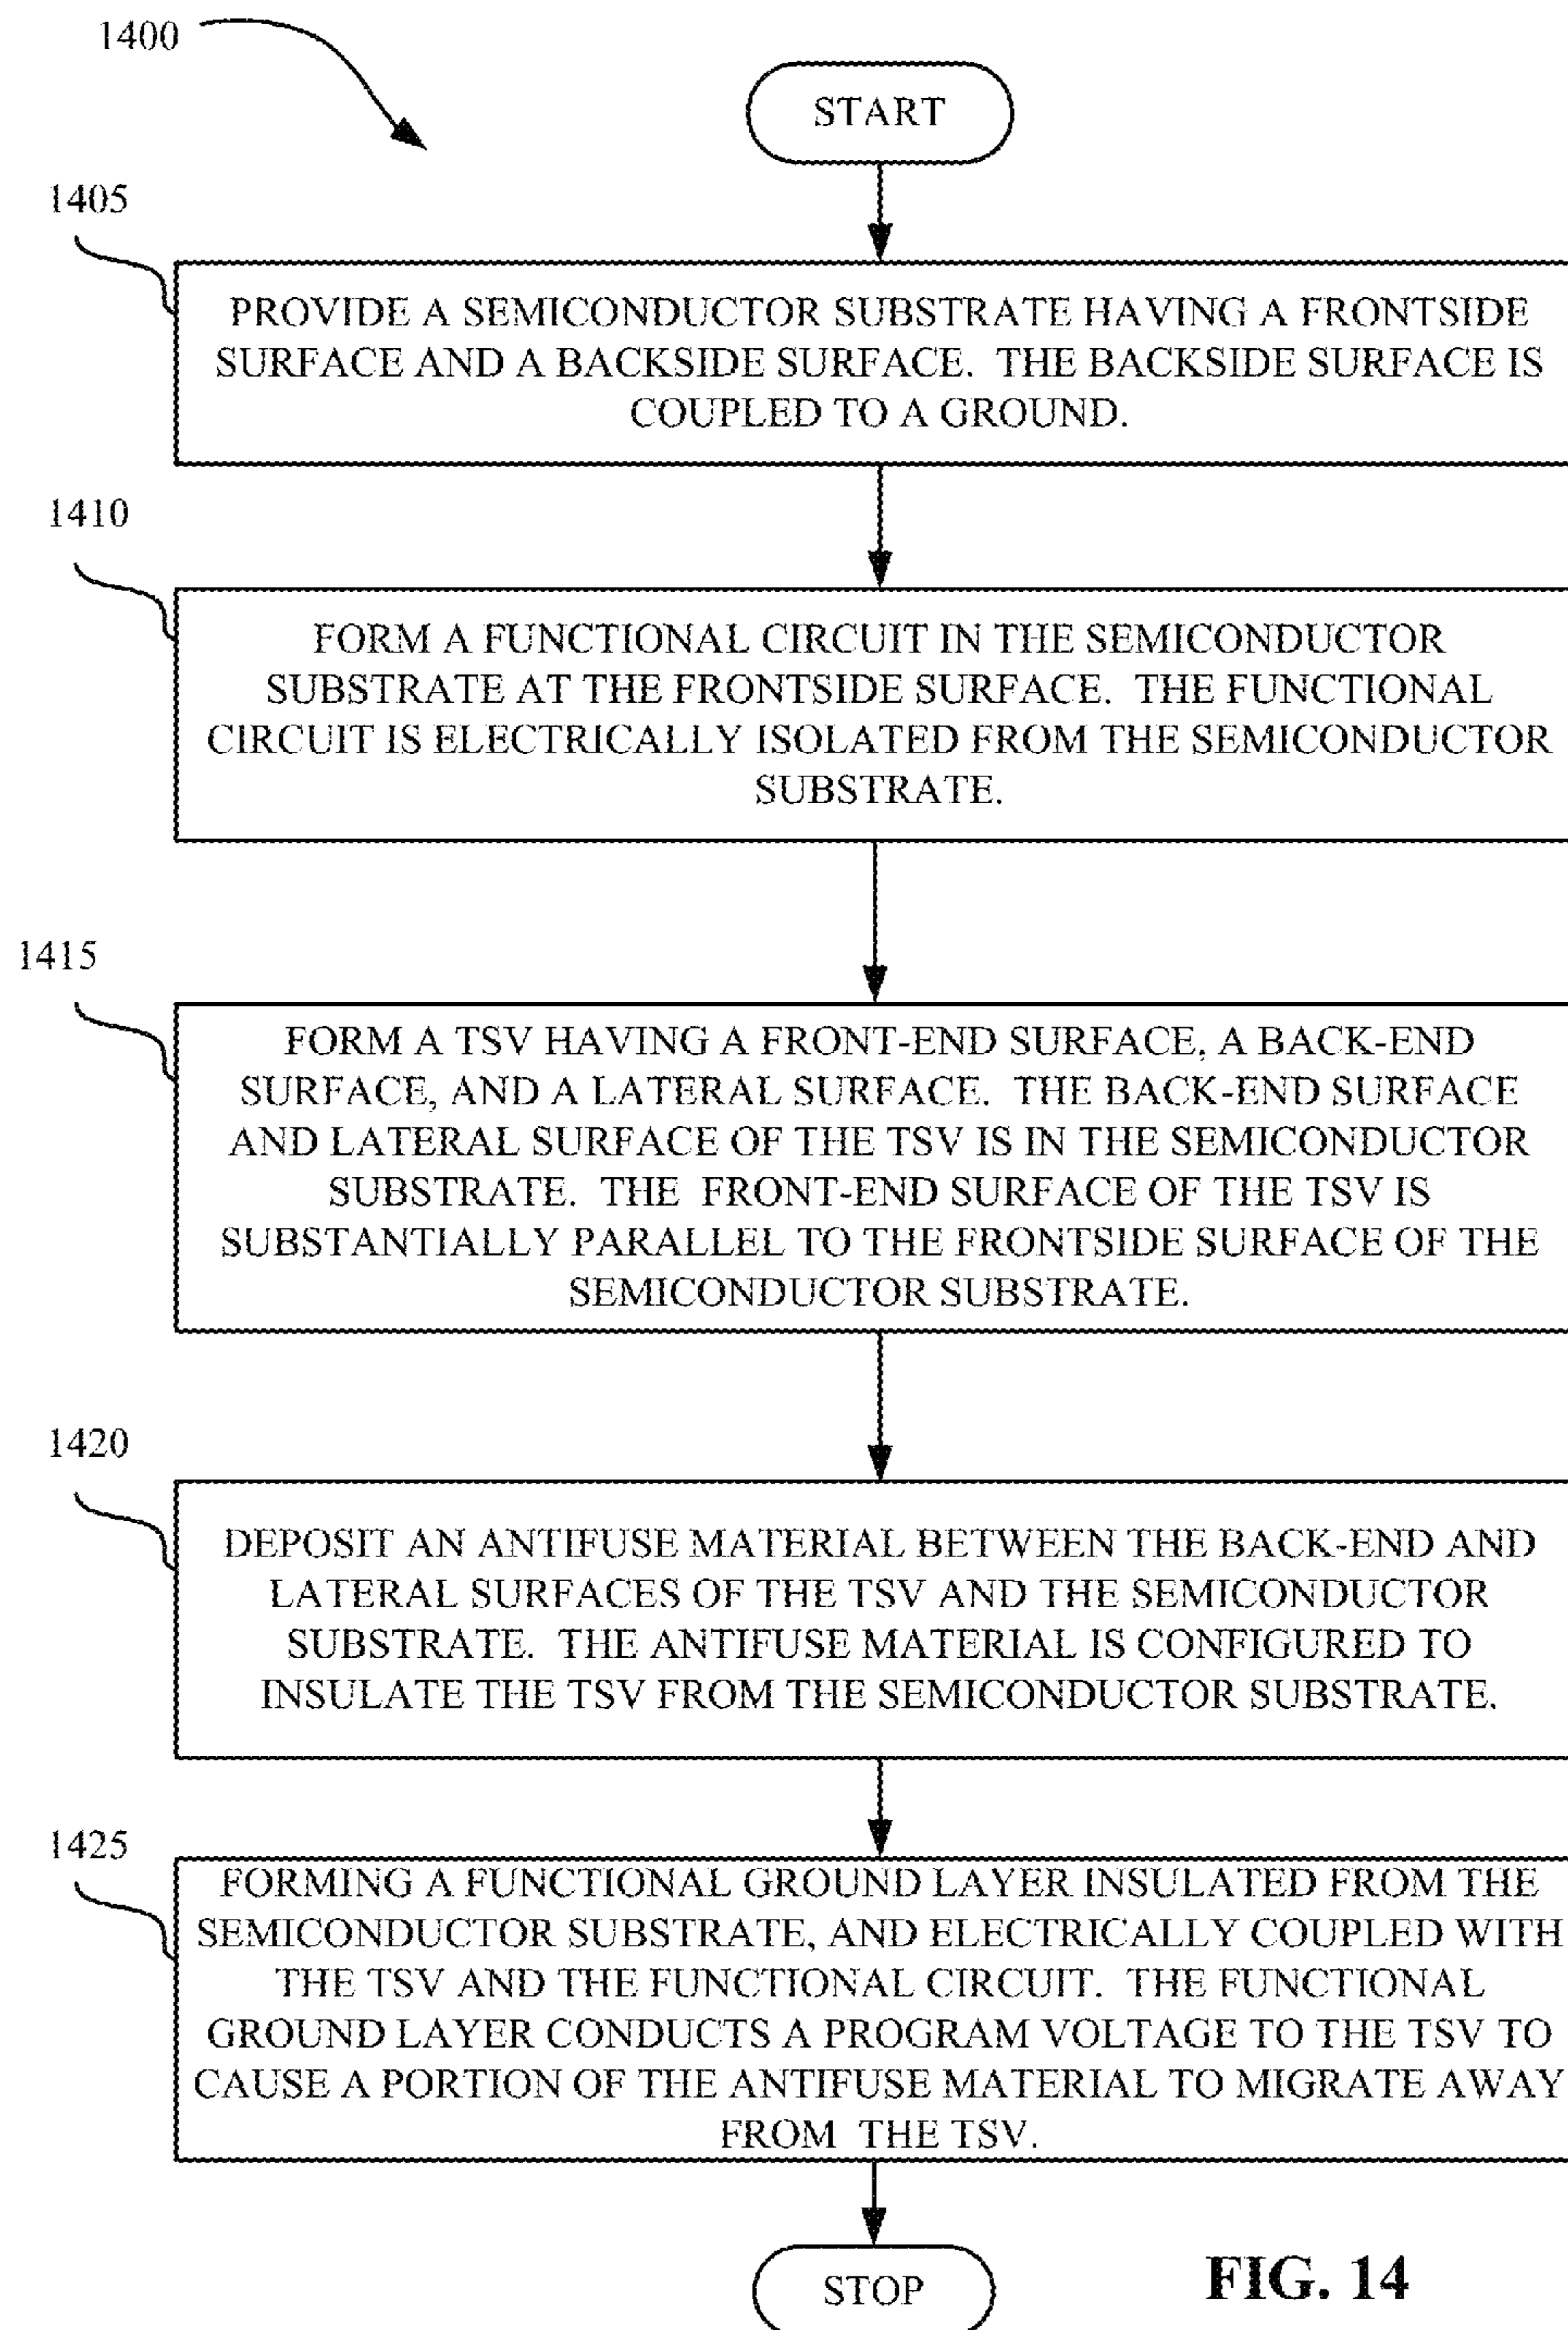 1400
START
1405
PROVIDE A SEMICONDUCTOR SUBSTRATE HAVING A FRONTSIDE
SURFACE AND A BACKSIDE SURFACE. THE BACKSIDE SURFACE IS
COUPLED TO A GROUND.
1410
FORM A FUNCTIONAL CIRCUIT IN THE SEMICONDUCTOR
SUBSTRATE AT THE FRONTSIDE SURFACE. THE FUNCTIONAL
CIRCUIT IS ELECTRICALLY ISOLATED FROM THE SEMICONDUCTOR
SUBSTRATE.
1415
FORM A TSV HAVING A FRONT-END SURFACE, A BACK-END
SURFACE, AND A LATERAL SURFACE. THE BACK-END SURFACE
AND LATERAL SURFACE OF THE TSV IS IN THE SEMICONDUCTOR
SUBSTRATE. THE FRONT-END SURFACE OF THE TSV IS
SUBSTANTIALLY PARALLEL TO THE FRONTSIDE SURFACE OF THE
SEMICONDUCTOR SUBSTRATE.
1420
DEPOSIT AN ANTIFUSE MATERIAL BETWEEN THE BACK-END AND
LATERAL SURFACES OF THE TSV AND THE SEMICONDUCTOR
SUBSTRATE. THE ANTIFUSE MATERIAL IS CONFIGURED TO
INSULATE THE TSV FROM THE SEMICONDUCTOR SUBSTRATE.
1425
FORMING A FUNCTIONAL GROUND LAYER INSULATED FROM THE
SEMICONDUCTOR SUBSTRATE, AND ELECTRICALLY COUPLED WITH
THE TSV AND THE FUNCTIONAL CIRCUIT. THE FUNCTIONAL
GROUND LAYER CONDUCTS A PROGRAM VOLTAGE TO THE TSV TO
CAUSE A PORTION OF THE ANTIFUSE MATERIAL TO MIGRATE AWAY
FROM THE TSV.
STOP
FIG. 14